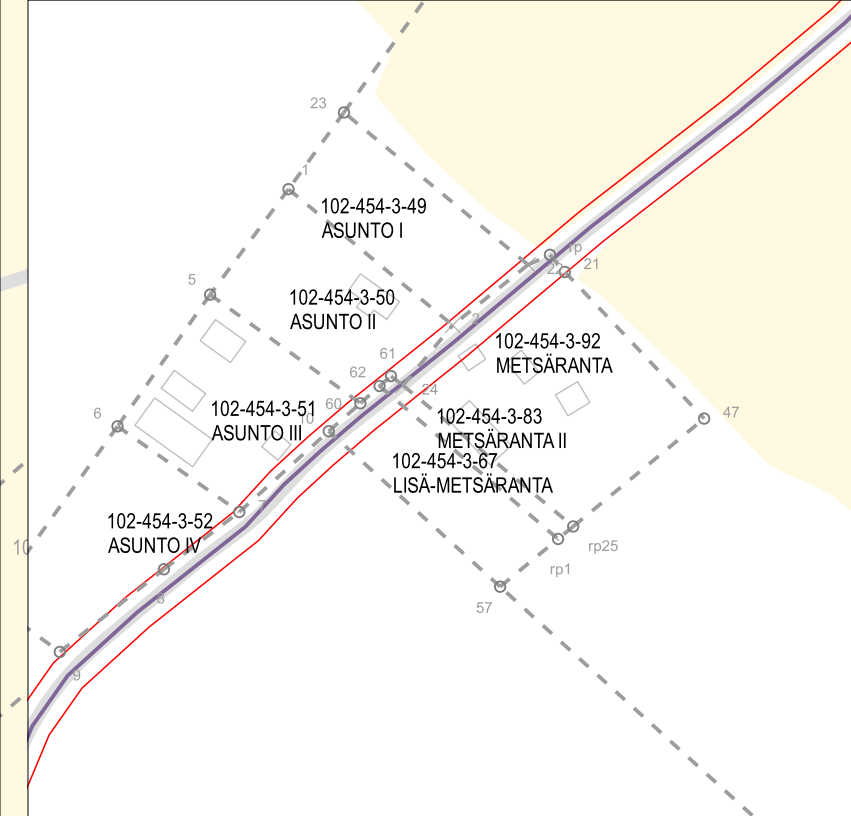 23
1
102-454-3-49
ASUNTO I
rp
22
21
5
102-454-3-50
ASUNTO II
2
102-454-3-92
METSÄRANTA
61
62
24
60
102-454-3-51
ASUNTO III
10
102-454-3-83
METSÄRANTA II
47
6
102-454-3-67
LISÄ-METSÄRANTA
7
102-454-3-52
ASUNTO IV
10
rp25
rp1
8
57
9